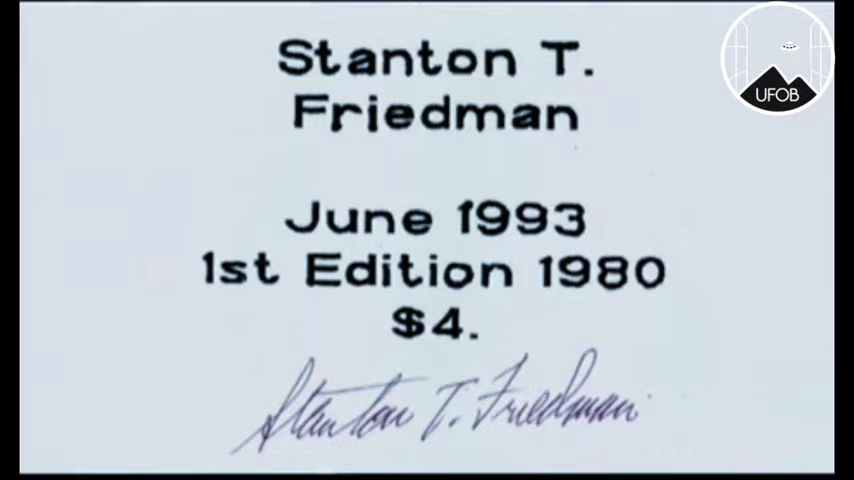 Stanton T.
Friedman
UFOB
June 1993
1st Edition 1980
$4.
Stanton T. Friedman